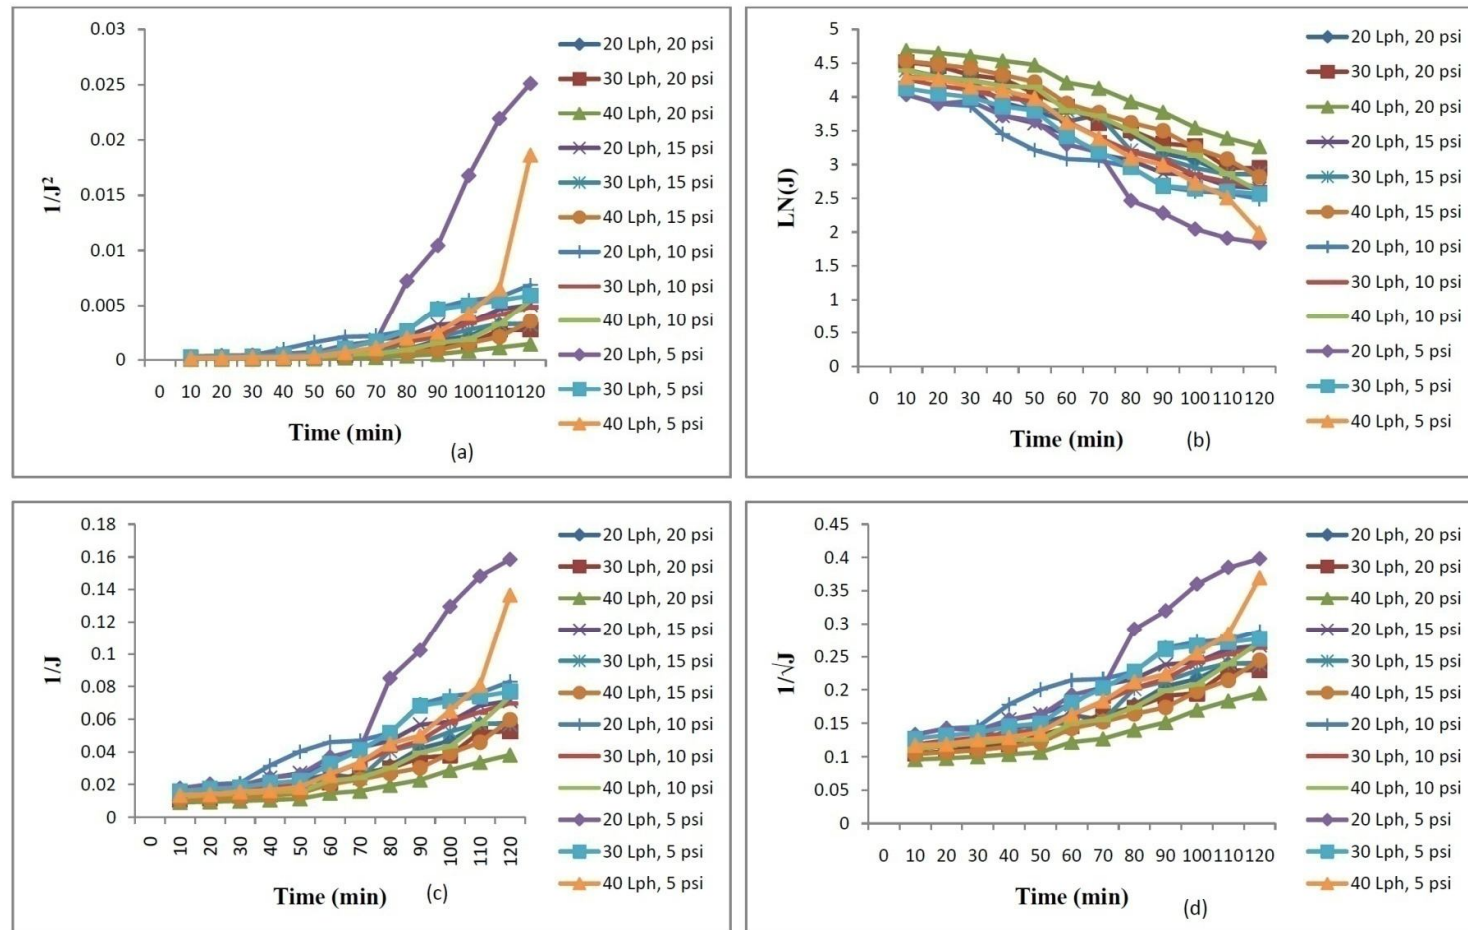 0.03
0.025
0.02
0.015
0.01
0.005
0
1/J²
0 10 20 30 40 50 60 70 80 90 100 110 120
Time (min)
(a)
20 Lph, 20 psi
30 Lph, 20 psi
40 Lph, 20 psi
20 Lph, 15 psi
30 Lph, 15 psi
40 Lph, 15 psi
20 Lph, 10 psi
30 Lph, 10 psi
40 Lph, 10 psi
20 Lph, 5 psi
30 Lph, 5 psi
40 Lph, 5 psi
5
4.5
4
3.5
3
2.5
2
1.5
1
0.5
0
LN(J)
0 10 20 30 40 50 60 70 80 90 100 110 120
Time (min)
(b)
20 Lph, 20 psi
30 Lph, 20 psi
40 Lph, 20 psi
20 Lph, 15 psi
30 Lph, 15 psi
40 Lph, 15 psi
20 Lph, 10 psi
30 Lph, 10 psi
40 Lph, 10 psi
20 Lph, 5 psi
30 Lph, 5 psi
40 Lph, 5 psi
0.18
0.16
0.14
0.12
0.1
0.08
0.06
0.04
0.02
0
1/J
0 10 20 30 40 50 60 70 80 90 100 110 120
Time (min)
(c)
20 Lph, 20 psi
30 Lph, 20 psi
40 Lph, 20 psi
20 Lph, 15 psi
30 Lph, 15 psi
40 Lph, 15 psi
20 Lph, 10 psi
30 Lph, 10 psi
40 Lph, 10 psi
20 Lph, 5 psi
30 Lph, 5 psi
40 Lph, 5 psi
0.45
0.4
0.35
0.3
0.25
0.2
0.15
0.1
0.05
0
1/√J
0 10 20 30 40 50 60 70 80 90 100 110 120
Time (min)
(d)
20 Lph, 20 psi
30 Lph, 20 psi
40 Lph, 20 psi
20 Lph, 15 psi
30 Lph, 15 psi
40 Lph, 15 psi
20 Lph, 10 psi
30 Lph, 10 psi
40 Lph, 10 psi
20 Lph, 5 psi
30 Lph, 5 psi
40 Lph, 5 psi